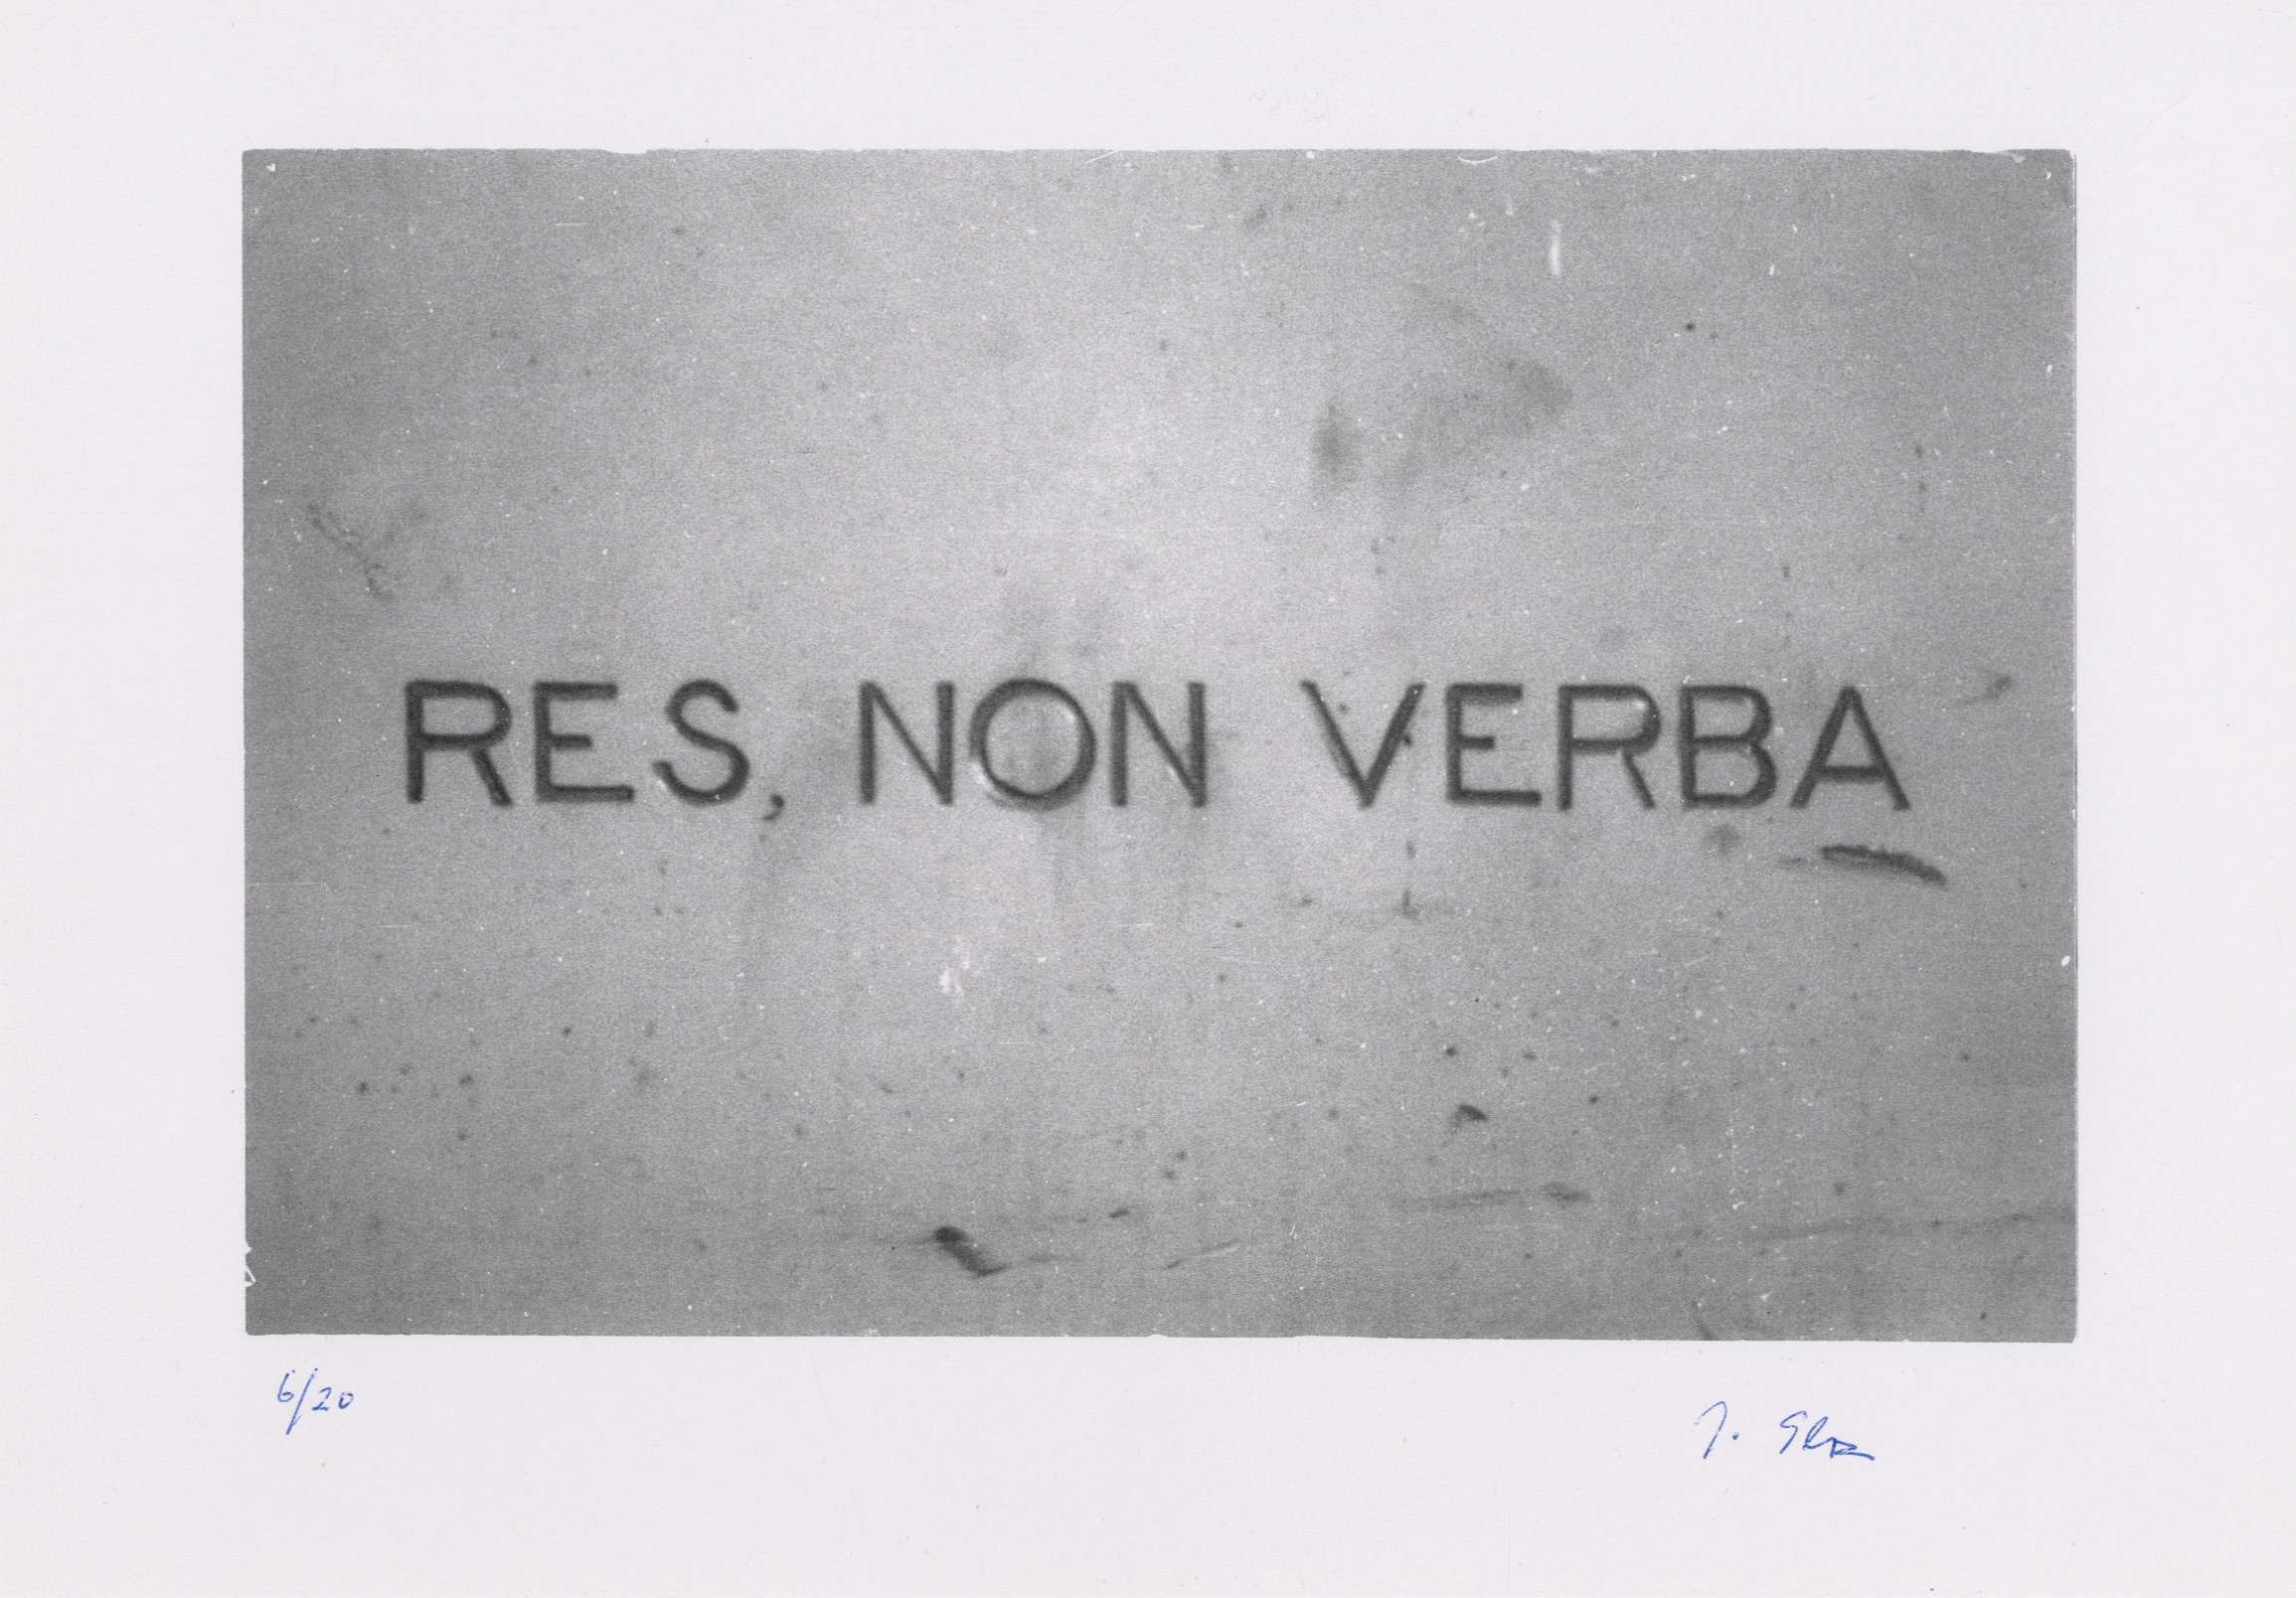 RES, NON VERBA
6/20